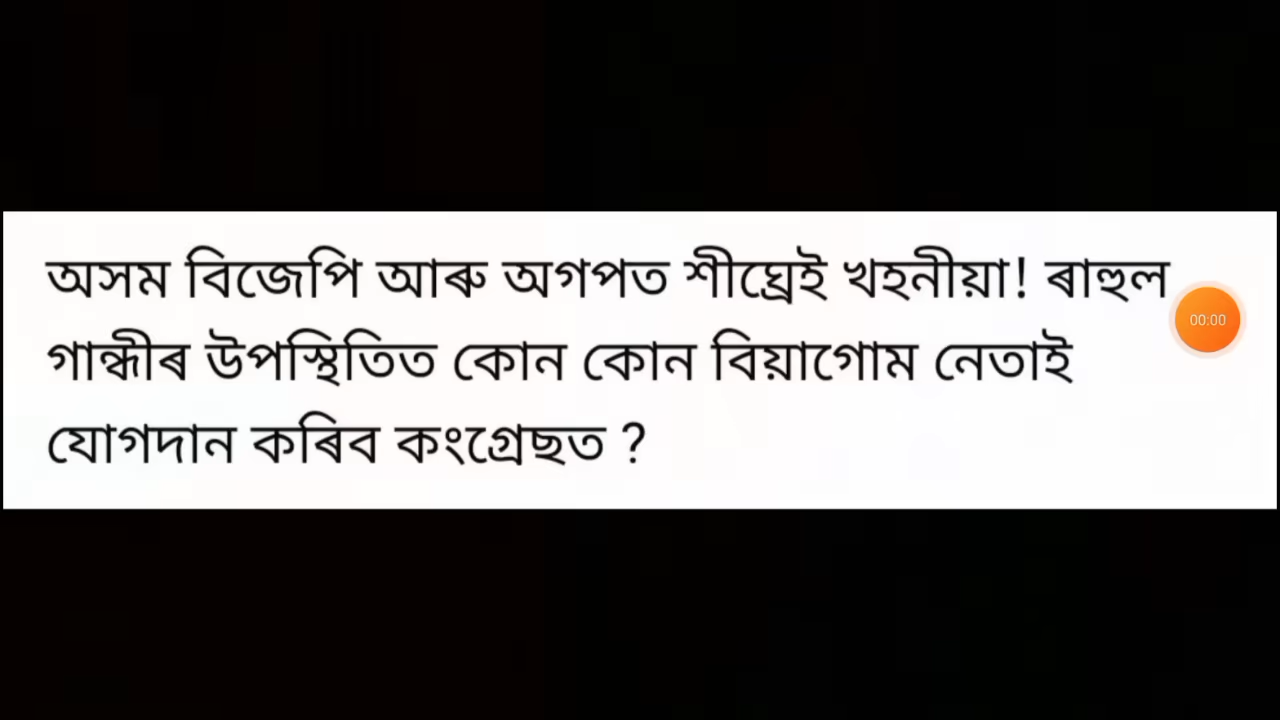 অসম বিজেপি আৰু অগপত শীঘ্ৰেই খহনীয়া! ৰাহুল
গান্ধীৰ উপস্থিতিত কোন কোন বিয়াগোম নেতাই
যোগদান কৰিব কংগ্ৰেছত ?
00:00